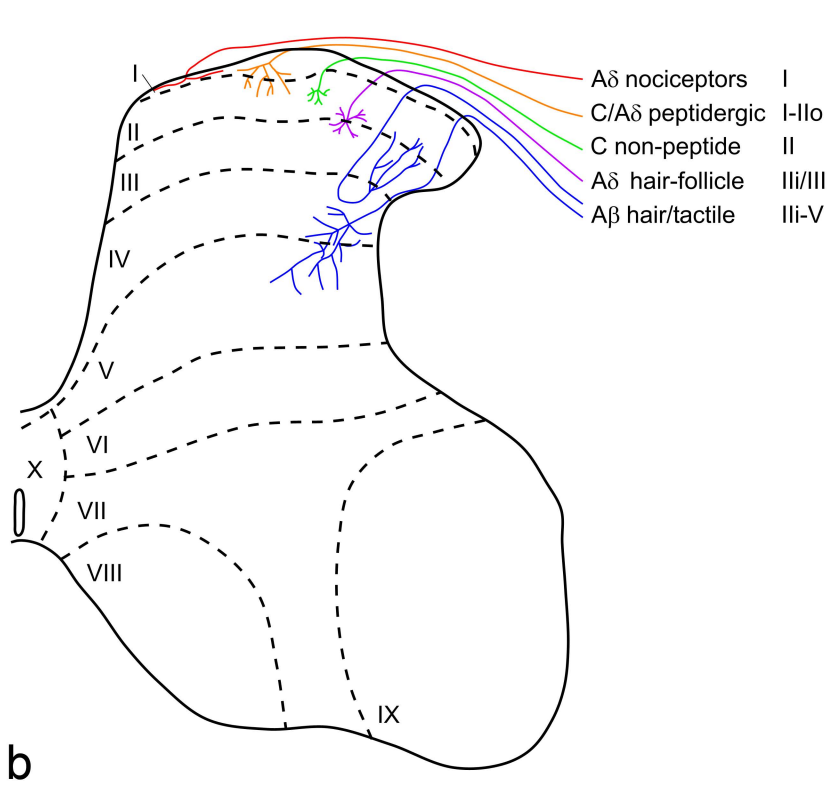 I
Aδ nociceptors I
C/Aδ peptidergic I-IIo
C non-peptide II
Aδ hair-follicle IIi/III
Aβ hair/tactile IIi-V
II
III
IV
V
VI
X
VII
VIII
IX
b